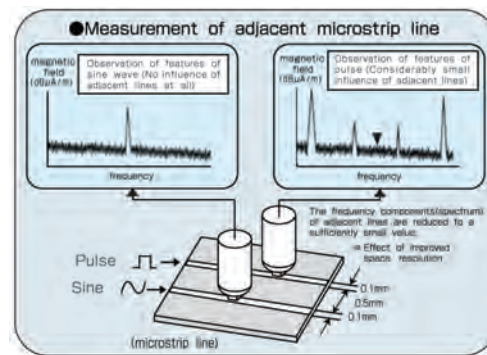 ●Measurement of adjacent microstrip line
magnetic
field
(dBμA/m)
Observation of features of
sine wave (No influence of
adjacent lines at all)
frequency
magnetic
field
(dBμA/m)
Observation of features of
pulse (Considerably small
influence of adjacent lines)
frequency
The frequency components(spectrum)
of adjacent lines are reduced to a
sufficiently small value.
= Effect of improved
space resolution
Pulse
Sine
0.1mm
0.5mm
0.1mm
(microstrip line)